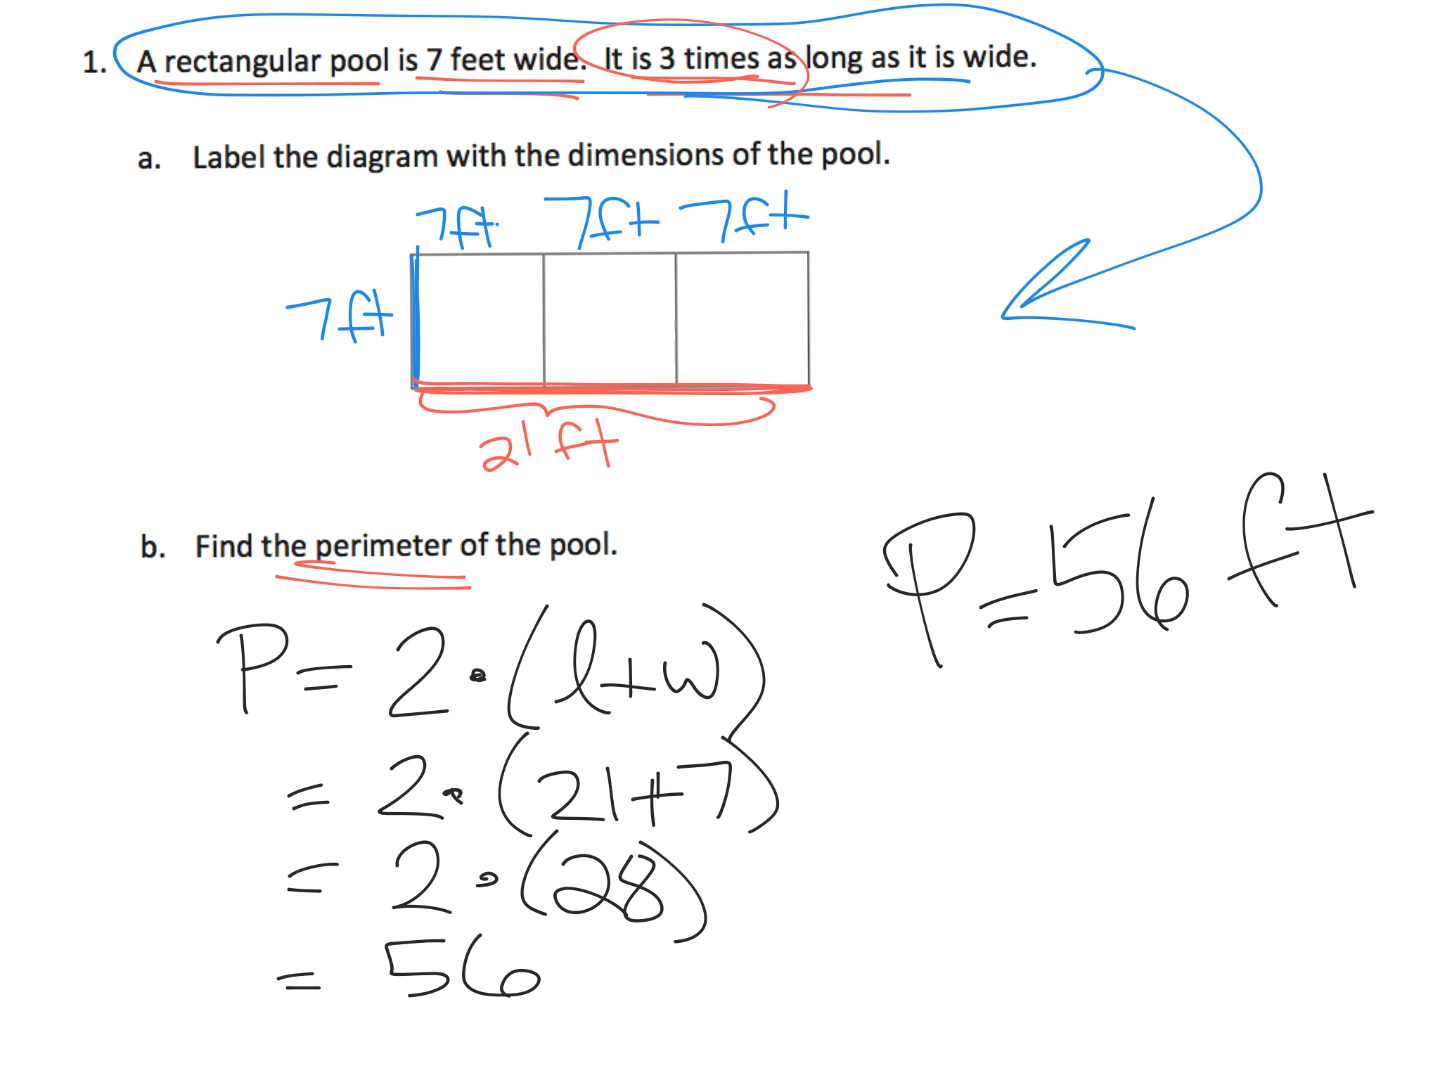 1. A rectangular pool is 7 feet wide. It is 3 times as long as it is wide.
a. Label the diagram with the dimensions of the pool.
7ft 7ft 7ft
7ft
21 ft
b. Find the perimeter of the pool.
P=56 ft
P= 2·(l+w)
= 2·(21+7)
= 2·(28)
= 56